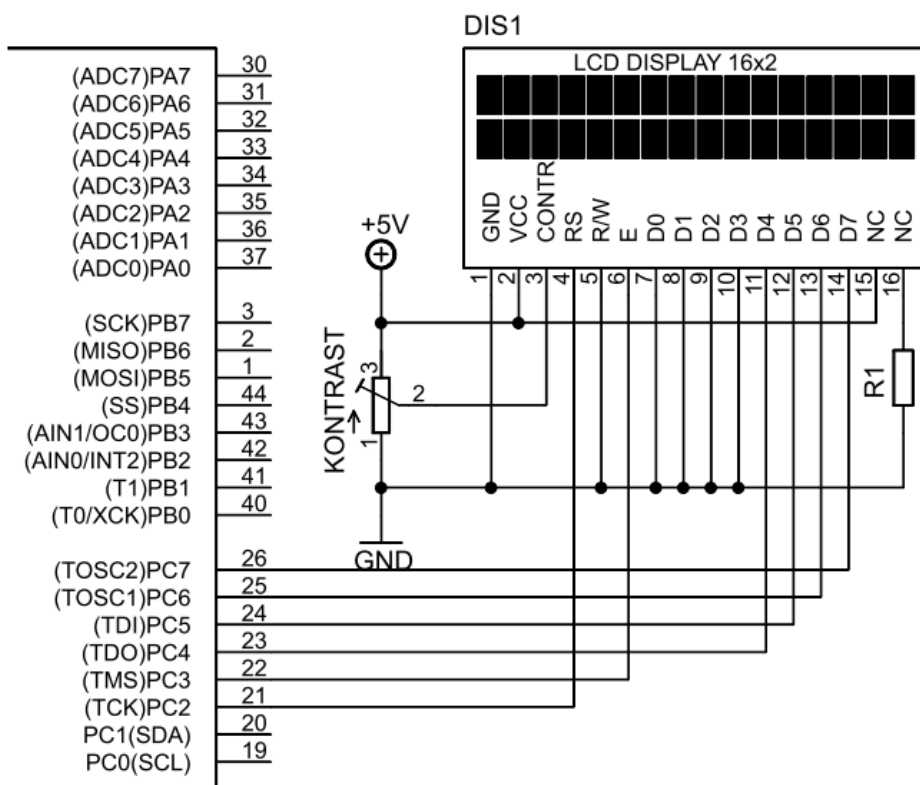 DIS1
LCD DISPLAY 16x2
GND
VCC
CONTR
RS
R/W
E
D0
D1
D2
D3
D4
D5
D6
D7
NC
NC
1
2
3
4
5
6
7
8
9
10
11
12
13
14
15
16
(ADC7)PA7 30
(ADC6)PA6 31
(ADC5)PA5 32
(ADC4)PA4 33
(ADC3)PA3 34
(ADC2)PA2 35
(ADC1)PA1 36
(ADC0)PA0 37
(SCK)PB7 3
(MISO)PB6 2
(MOSI)PB5 1
(SS)PB4 44
(AIN1/OC0)PB3 43
(AIN0/INT2)PB2 42
(T1)PB1 41
(T0/XCK)PB0 40
(TOSC2)PC7 26
(TOSC1)PC6 25
(TDI)PC5 24
(TDO)PC4 23
(TMS)PC3 22
(TCK)PC2 21
PC1(SDA) 20
PC0(SCL) 19
+5V
KONTRAST
3
2
1
GND
R1